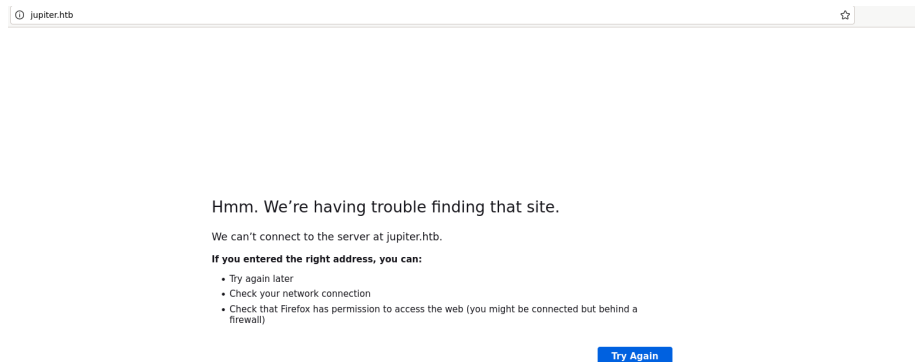 jupiter.htb
Hmm. We’re having trouble finding that site.
We can’t connect to the server at jupiter.htb.
If you entered the right address, you can:
• Try again later
• Check your network connection
• Check that Firefox has permission to access the web (you might be connected but behind a
firewall)
Try Again